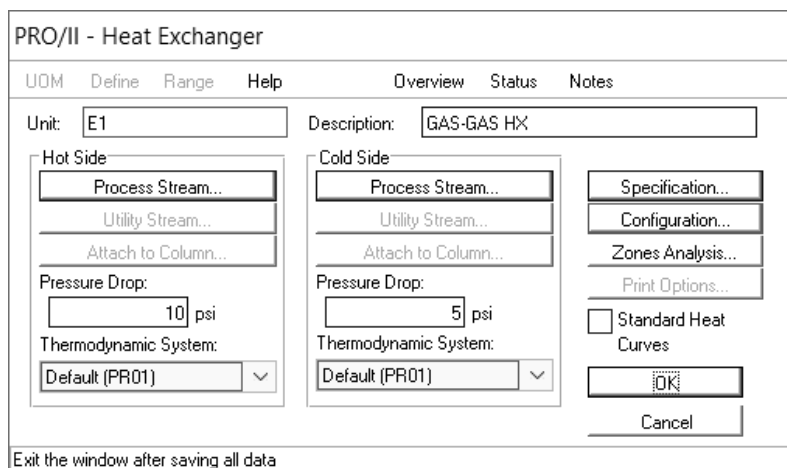 PRO/II - Heat Exchanger
UOM Define Range Help Overview Status Notes
Unit: E1 Description: GAS-GAS HX
Hot Side Cold Side
Process Stream... Process Stream... Specification...
Utility Stream... Utility Stream... Configuration...
Attach to Column... Attach to Column... Zones Analysis...
Pressure Drop: Pressure Drop: Print Options...
10 psi 5 psi Standard Heat
Thermodynamic System: Thermodynamic System: Curves
Default (PR01) Default (PR01) OK
Cancel
Exit the window after saving all data